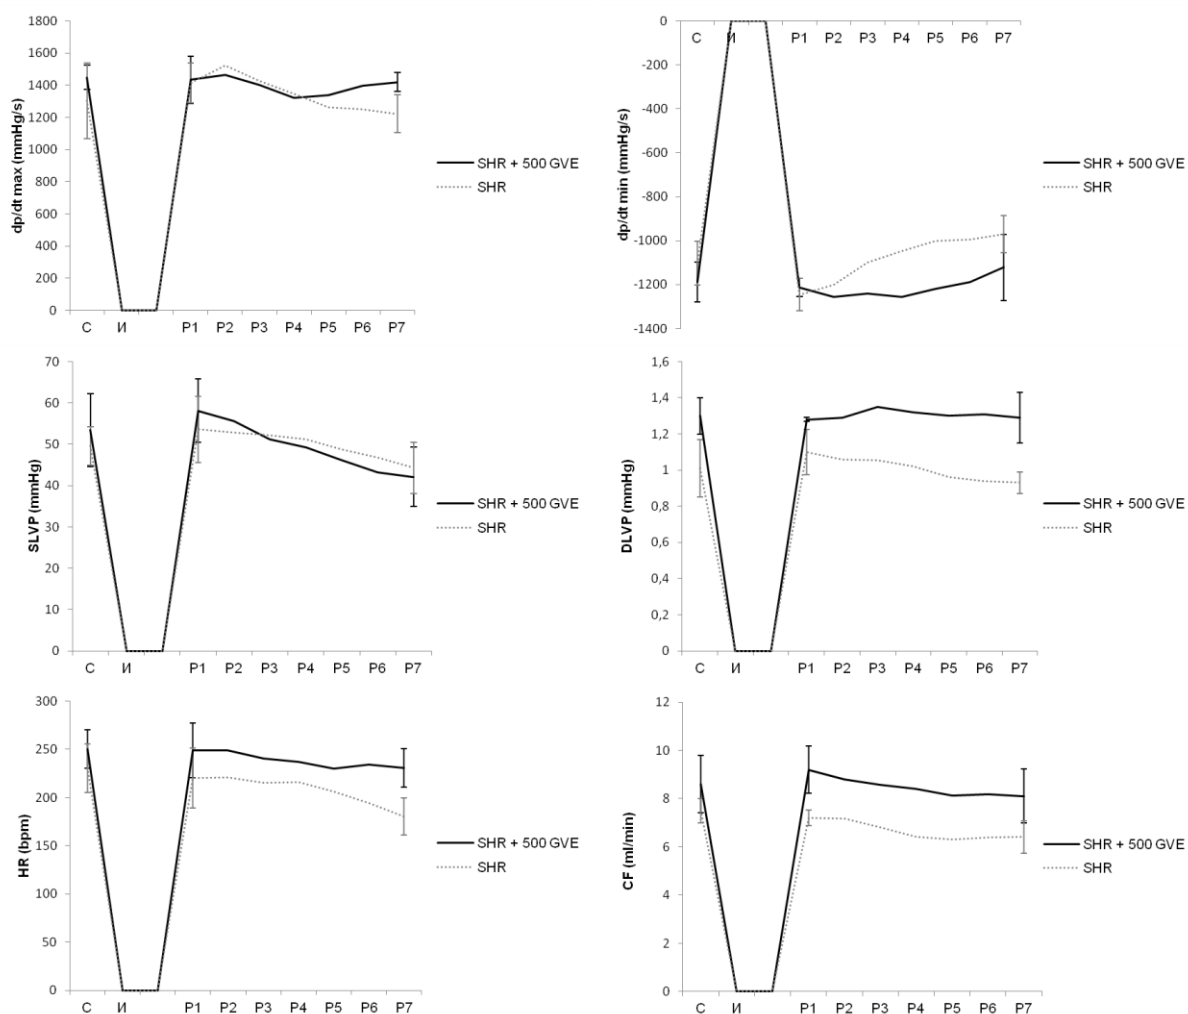 dp/dt max (mmHg/s)
1800
1600
1400
1200
1000
800
600
400
200
0
С И P1 P2 P3 P4 P5 P6 P7
SHR + 500 GVE
SHR
dp/dt min (mmHg/s)
0
-200
-400
-600
-800
-1000
-1200
-1400
С И P1 P2 P3 P4 P5 P6 P7
SHR + 500 GVE
SHR
SLVP (mmHg)
70
60
50
40
30
20
10
0
С И P1 P2 P3 P4 P5 P6 P7
SHR + 500 GVE
SHR
DLVP (mmHg)
1,6
1,4
1,2
1
0,8
0,6
0,4
0,2
0
С И P1 P2 P3 P4 P5 P6 P7
SHR + 500 GVE
SHR
HR (bpm)
300
250
200
150
100
50
0
С И P1 P2 P3 P4 P5 P6 P7
SHR + 500 GVE
SHR
CF (ml/min)
12
10
8
6
4
2
0
С И P1 P2 P3 P4 P5 P6 P7
SHR + 500 GVE
SHR